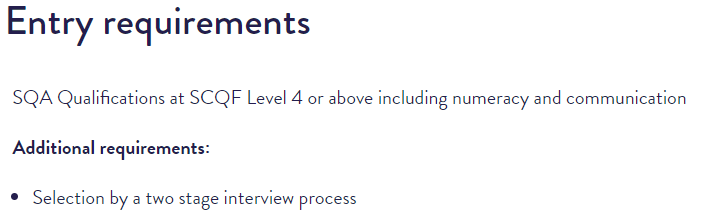 Entry requirements
SQA Qualifications at SCQF Level 4 or above including numeracy and communication
Additional requirements:
• Selection by a two stage interview process